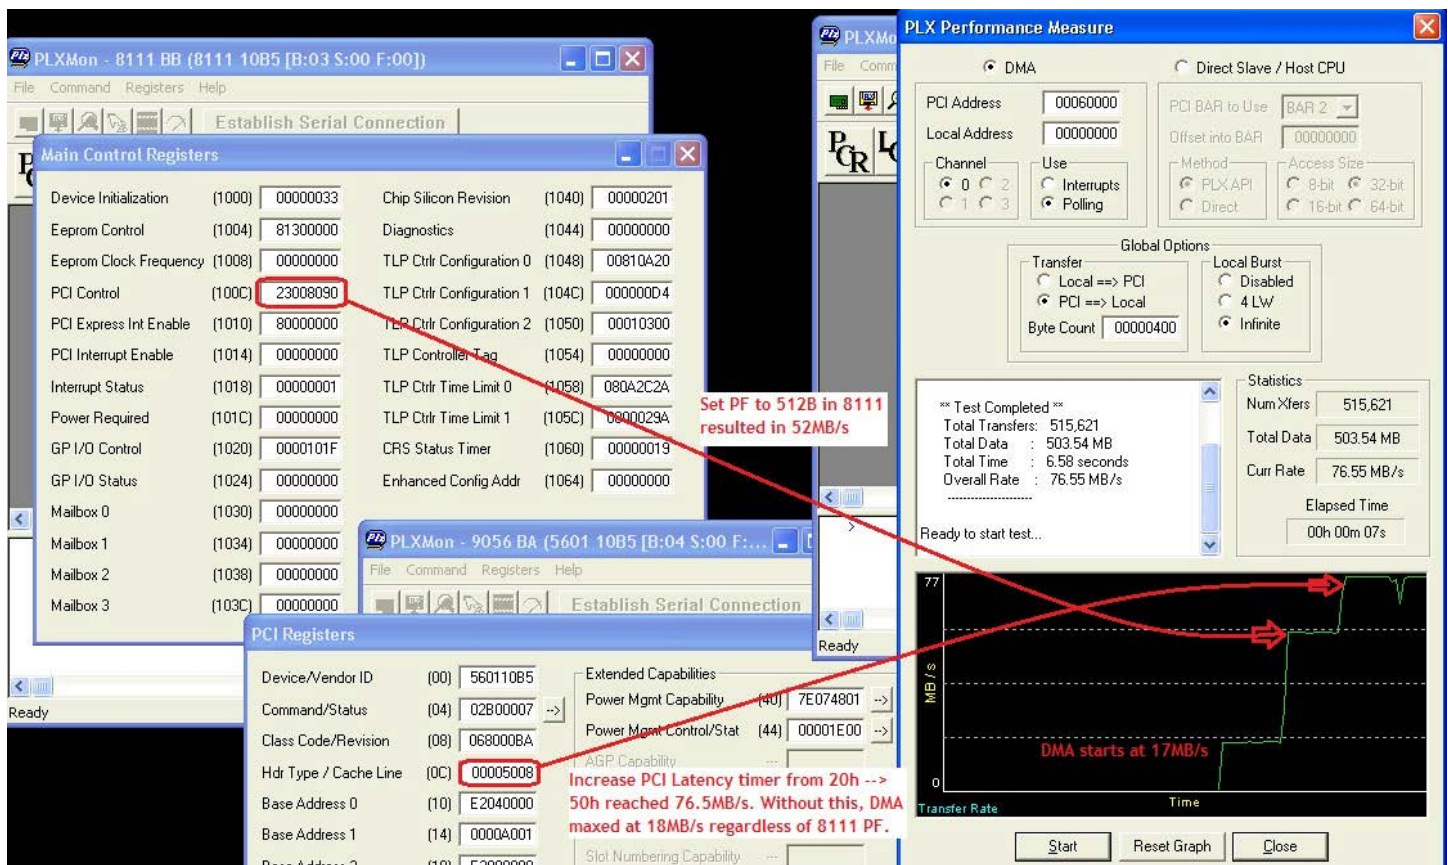 PLXMon - 8111 BB (8111 10B5 [B:03 S:00 F:00])
File Command Registers Help
Establish Serial Connection
Main Control Registers
Device Initialization (1000) 00000033
Eeprom Control (1004) 81300000
Eeprom Clock Frequency (1008) 00000000
PCI Control (100C) 23008090
PCI Express Int Enable (1010) 80000000
PCI Interrupt Enable (1014) 00000000
Interrupt Status (1018) 00000001
Power Required (101C) 00000000
GP I/O Control (1020) 0000101F
GP I/O Status (1024) 00000000
Mailbox 0 (1030) 00000000
Mailbox 1 (1034) 00000000
Mailbox 2 (1038) 00000000
Mailbox 3 (103C) 00000000
Chip Silicon Revision (1040) 00000201
Diagnostics (1044) 00000000
TLP Ctrlr Configuration 0 (1048) 00810A20
TLP Ctrlr Configuration 1 (104C) 000000D4
TLP Ctrlr Configuration 2 (1050) 00010300
TLP Controller Tag (1054) 00000000
TLP Ctrlr Time Limit 0 (1058) 080A2C2A
TLP Ctrlr Time Limit 1 (105C) 0000029A
CRS Status Timer (1060) 00000019
Enhanced Config Addr (1064) 00000000
Set PF to 512B in 8111
resulted in 52MB/s
Ready
PLXMon - 9056 BA (5601 10B5 [B:04 S:00 F:...
File Command Registers Help
Establish Serial Connection
PCI Registers
Device/Vendor ID (00) 560110B5
Command/Status (04) 02B00007 -->
Class Code/Revision (08) 068000BA
Hdr Type / Cache Line (0C) 00005008
Base Address 0 (10) E2040000
Base Address 1 (14) 0000A001
Extended Capabilities
Power Mgmt Capability (40) 7E074801 -->
Power Mgmt Control/Stat (44) 00001E00 -->
AGP Capability ---
Increase PCI Latency timer from 20h -->
50h reached 76.5MB/s. Without this, DMA
maxed at 18MB/s regardless of 8111 PF.
Slot Numbering Capability ---
PLXMo
File Comm
PCR
Ready
PLX Performance Measure
DMA
Direct Slave / Host CPU
PCI Address 00060000
Local Address 00000000
Channel
0 2
1 3
Use
Interrupts
Polling
PCI BAR to Use BAR 2
Offset into BAR 00000000
Method
PLX API
Direct
Access Size
8-bit 32-bit
16-bit 64-bit
Global Options
Transfer
Local ==> PCI
PCI ==> Local
Byte Count 00000400
Local Burst
Disabled
4 LW
Infinite
** Test Completed **
Total Transfers: 515,621
Total Data : 503.54 MB
Total Time : 6.58 seconds
Overall Rate : 76.55 MB/s
----------------------
Ready to start test...
Statistics
Num Xfers 515,621
Total Data 503.54 MB
Curr Rate 76.55 MB/s
Elapsed Time
00h 00m 07s
77
MB / s
DMA starts at 17MB/s
0
Transfer Rate
Time
Start Reset Graph Close